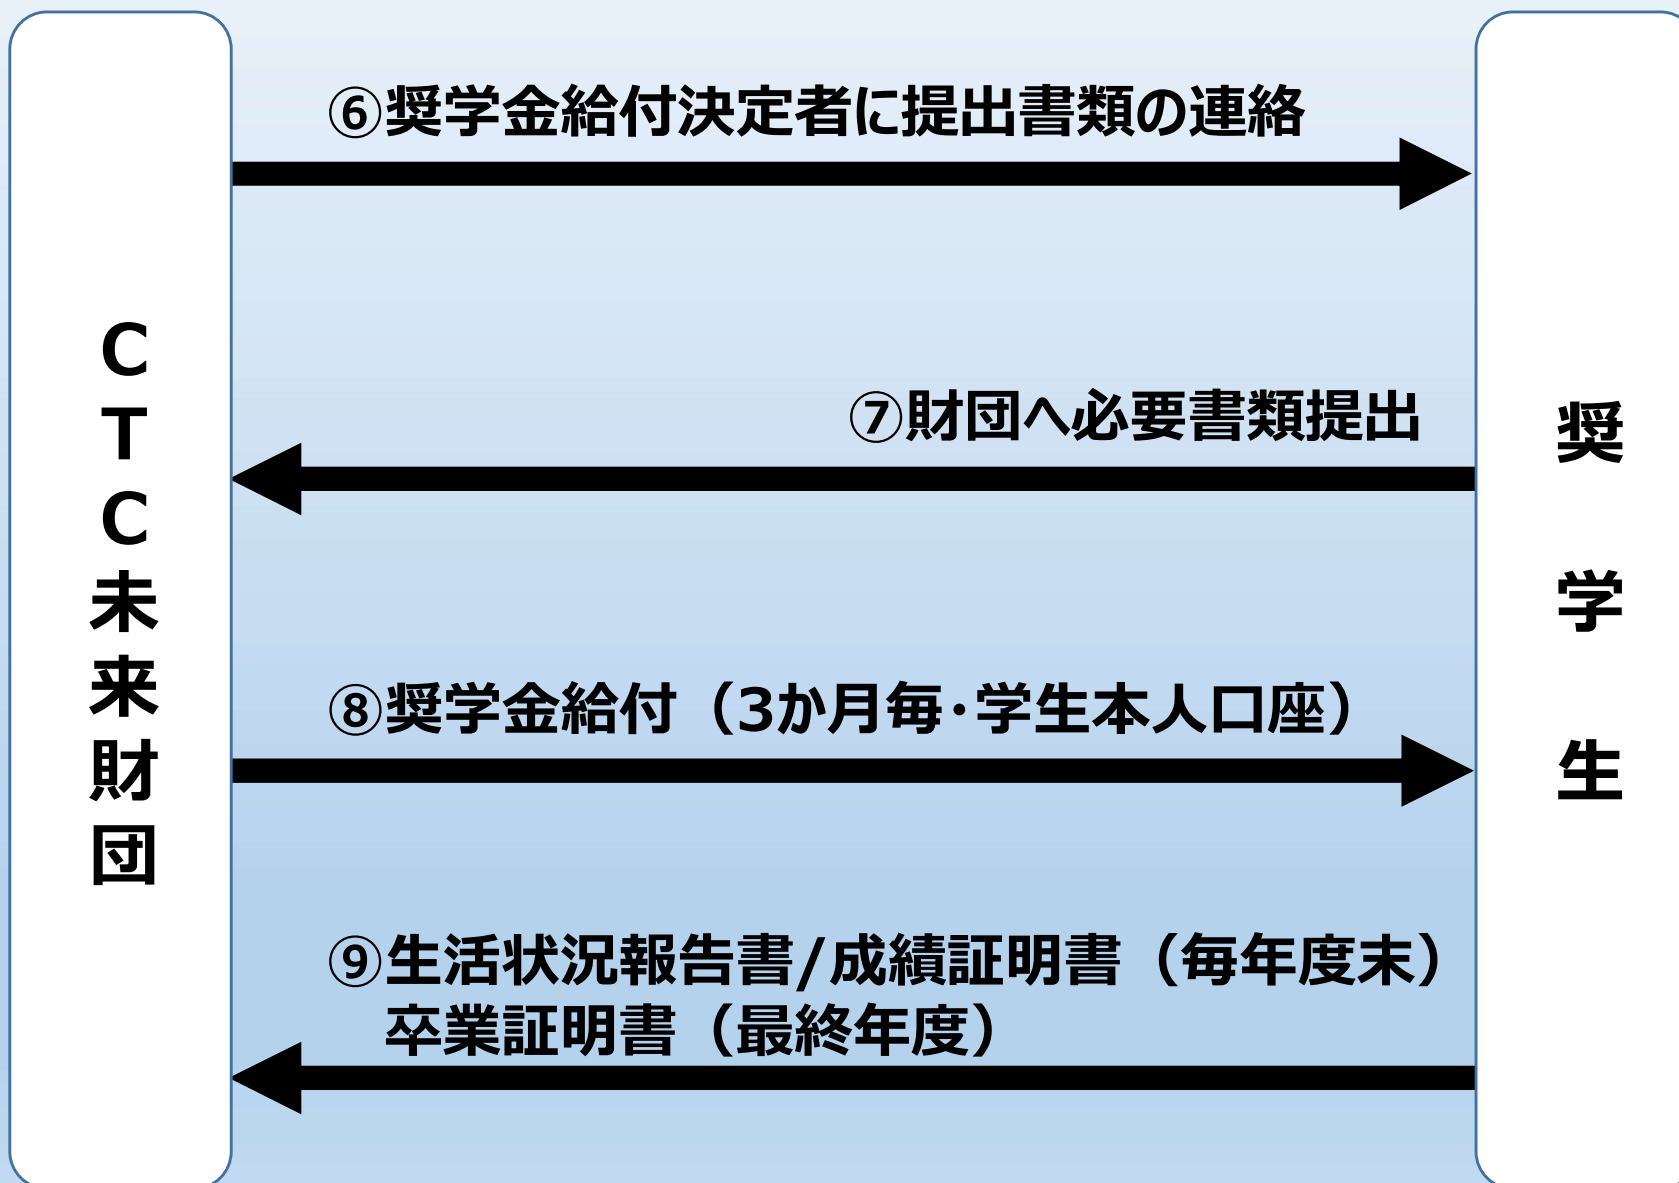 ⑥奨学金給付決定者に提出書類の連絡
⑦財団へ必要書類提出
CTC未来財団
奨学生
⑧奨学金給付（3か月毎・学生本人口座）
⑨生活状況報告書/成績証明書（毎年度末）
卒業証明書（最終年度）